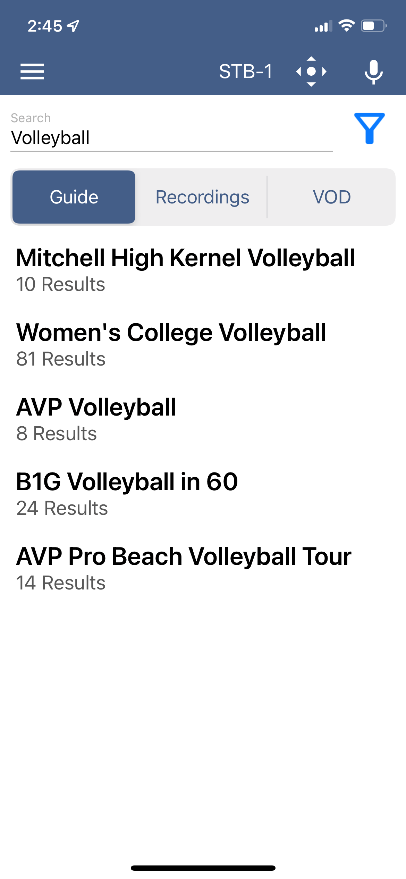 2:45
STB-1
Search
Volleyball
Guide Recordings VOD
Mitchell High Kernel Volleyball
10 Results
Women's College Volleyball
81 Results
AVP Volleyball
8 Results
B1G Volleyball in 60
24 Results
AVP Pro Beach Volleyball Tour
14 Results